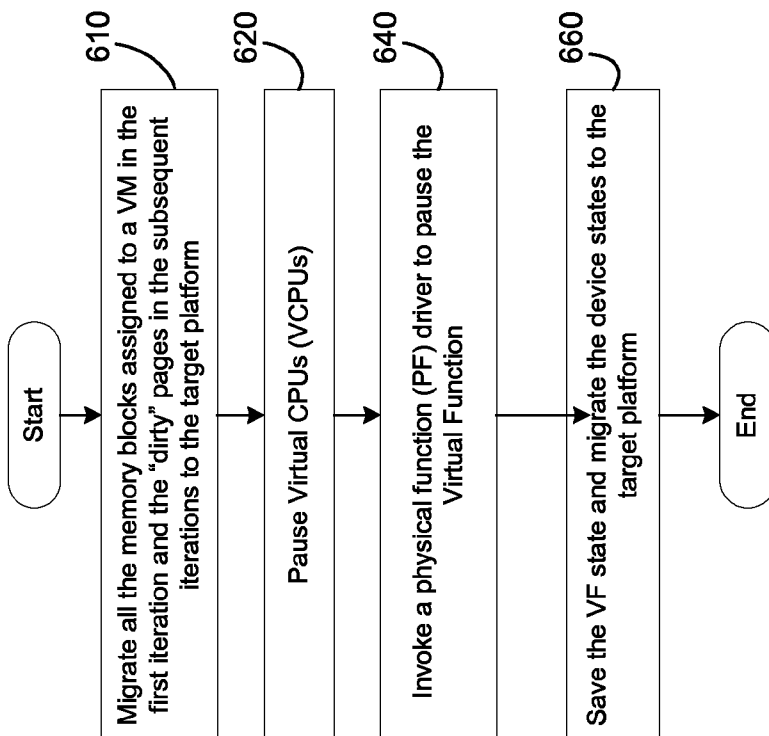 Start
Migrate all the memory blocks assigned to a VM in the
first iteration and the “dirty” pages in the subsequent
iterations to the target platform
610
Pause Virtual CPUs (VCPUs)
620
Invoke a physical function (PF) driver to pause the
Virtual Function
640
Save the VF state and migrate the device states to the
target platform
660
End